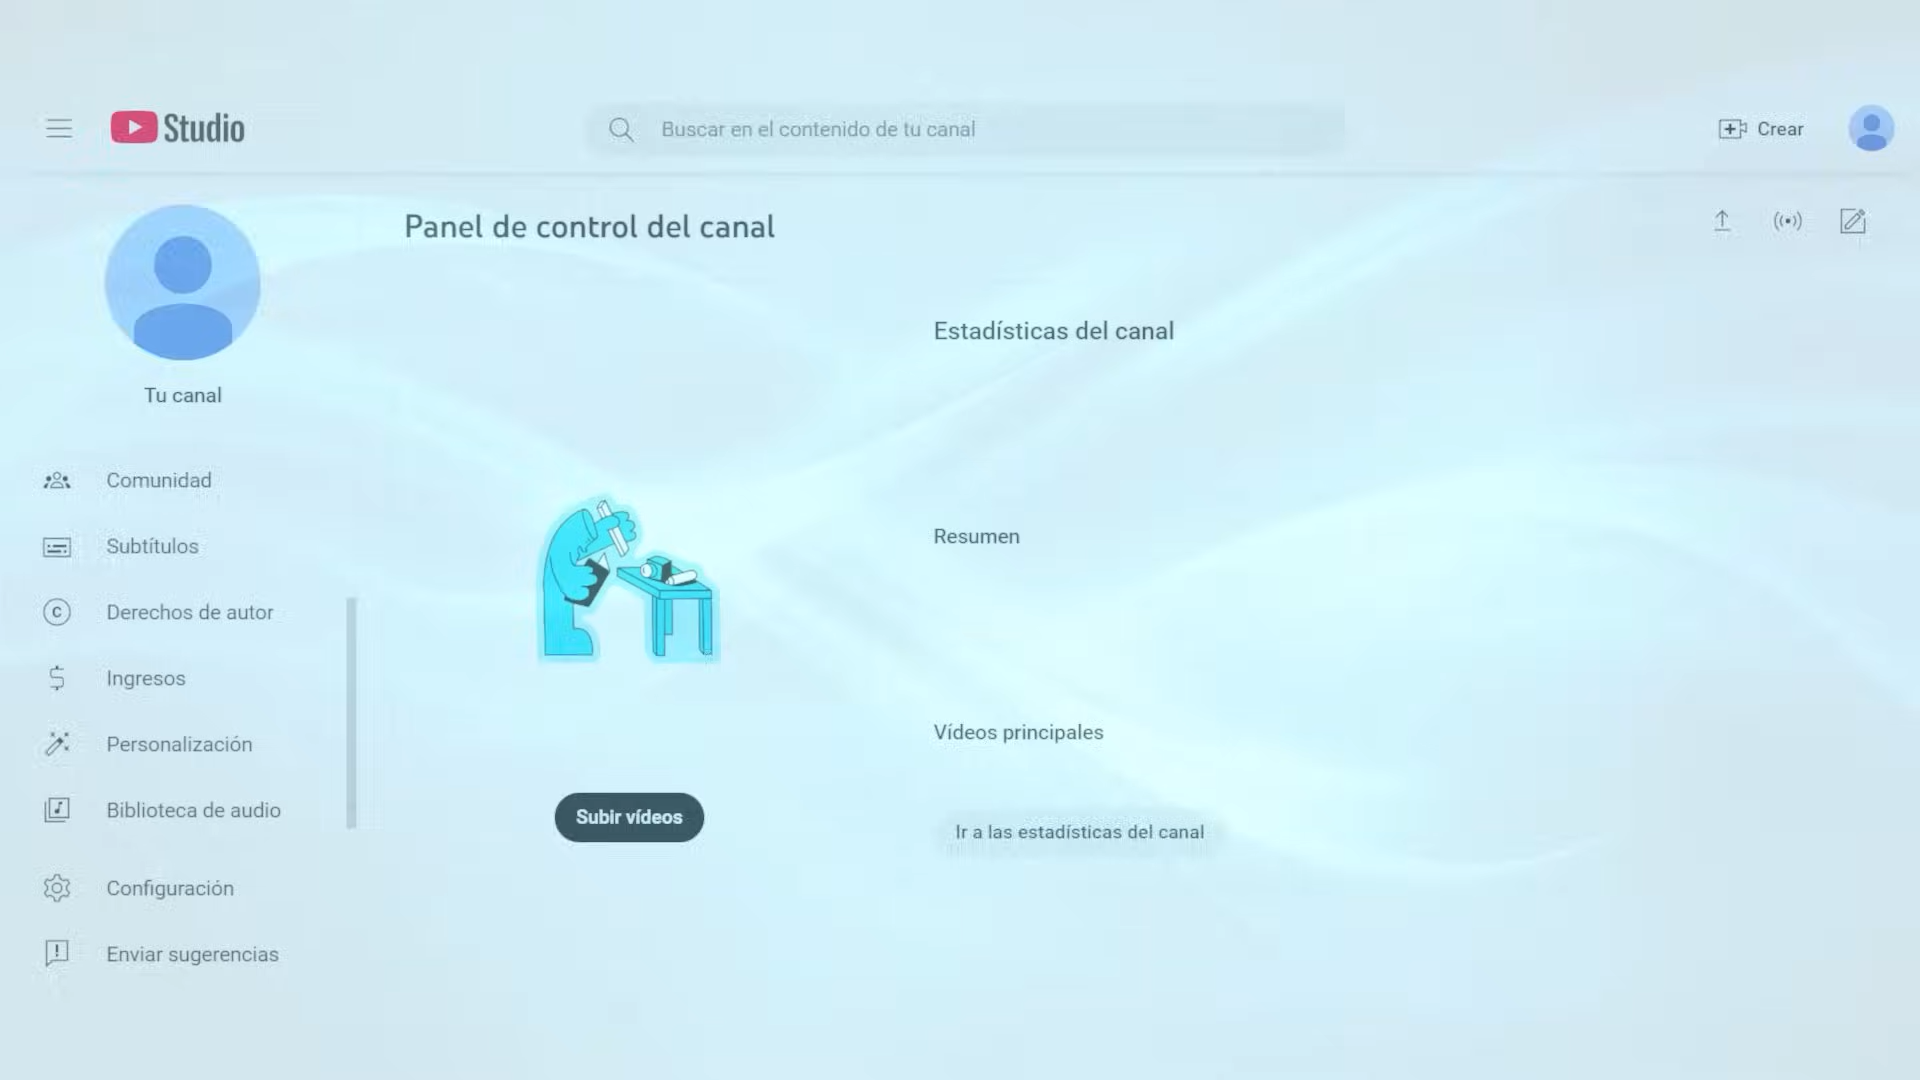 Studio
Buscar en el contenido de tu canal
Crear
Panel de control del canal
Tu canal
Comunidad
Subtítulos
Derechos de autor
Ingresos
Personalización
Biblioteca de audio
Configuración
Enviar sugerencias
Subir vídeos
Estadísticas del canal
Resumen
Vídeos principales
Ir a las estadísticas del canal